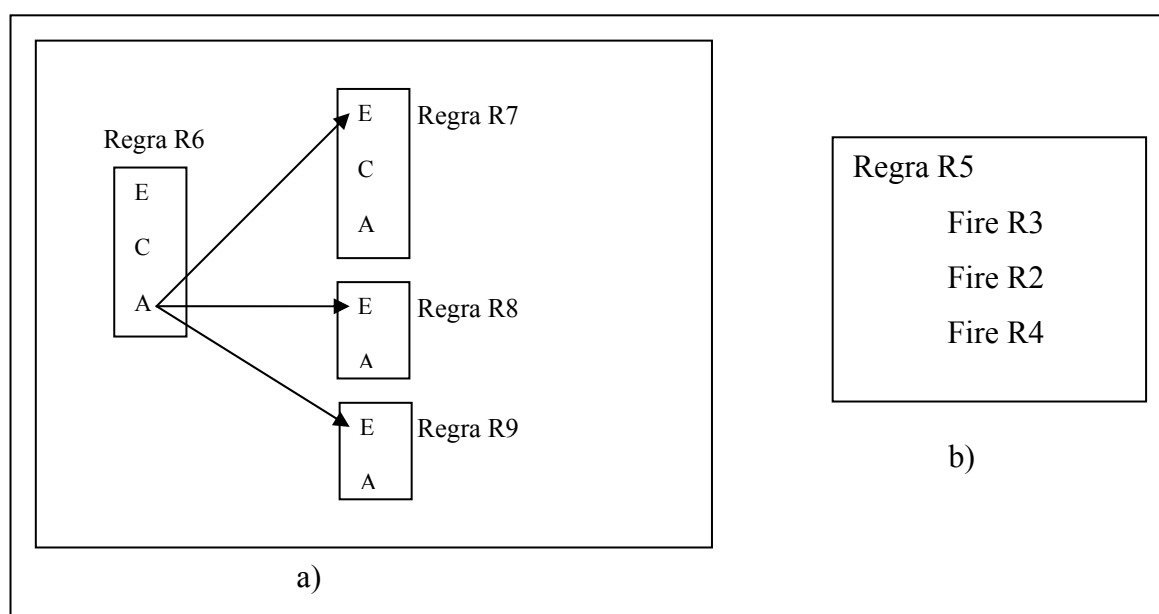 Regra R6
E
C
A
E
C
A
Regra R7
E
A
Regra R8
E
A
Regra R9
a)
Regra R5
Fire R3
Fire R2
Fire R4
b)